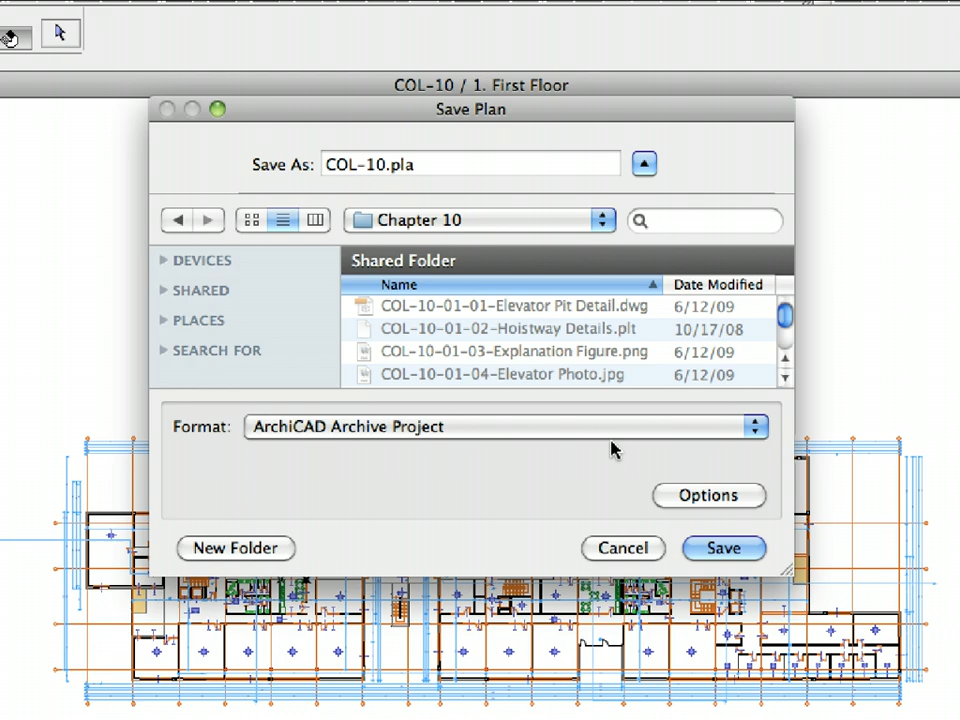 COL-10 / 1. First Floor
Save Plan
Save As: COL-10.pla
Chapter 10
DEVICES
SHARED
PLACES
SEARCH FOR
Shared Folder
Name Date Modified
COL-10-01-01-Elevator Pit Detail.dwg 6/12/09
COL-10-01-02-Hoistway Details.plt 10/17/08
COL-10-01-03-Explanation Figure.png 6/12/09
COL-10-01-04-Elevator Photo.jpg 6/12/09
Format: ArchiCAD Archive Project
Options
New Folder Cancel Save